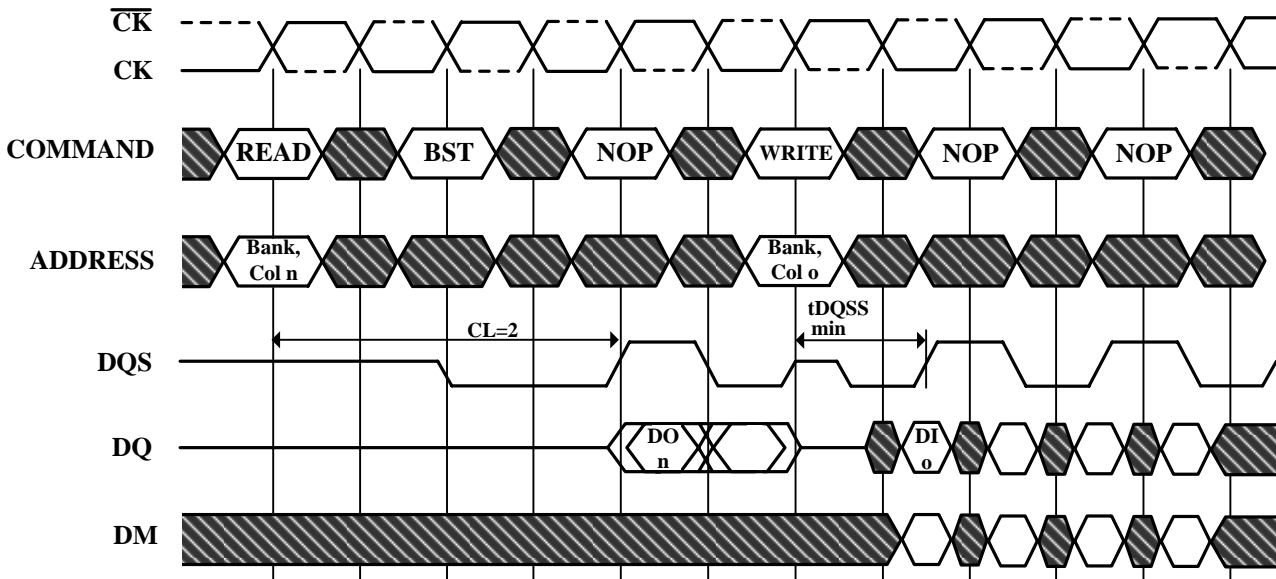 CK
CK
COMMAND
READ
BST
NOP
WRITE
NOP
NOP
ADDRESS
Bank,
Col n
Bank,
Col o
CL=2
tDQSS
min
DQS
DQ
DO
n
DI
o
DM